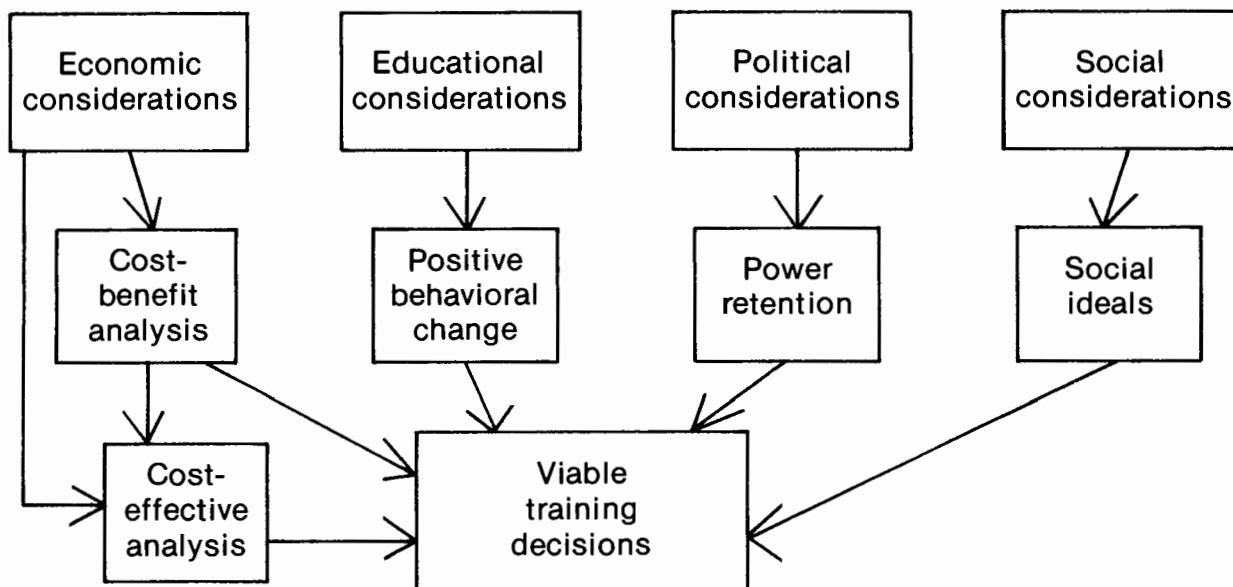 Economic
considerations
Educational
considerations
Political
considerations
Social
considerations
Cost-
benefit
analysis
Positive
behavioral
change
Power
retention
Social
ideals
Cost-
effective
analysis
Viable
training
decisions